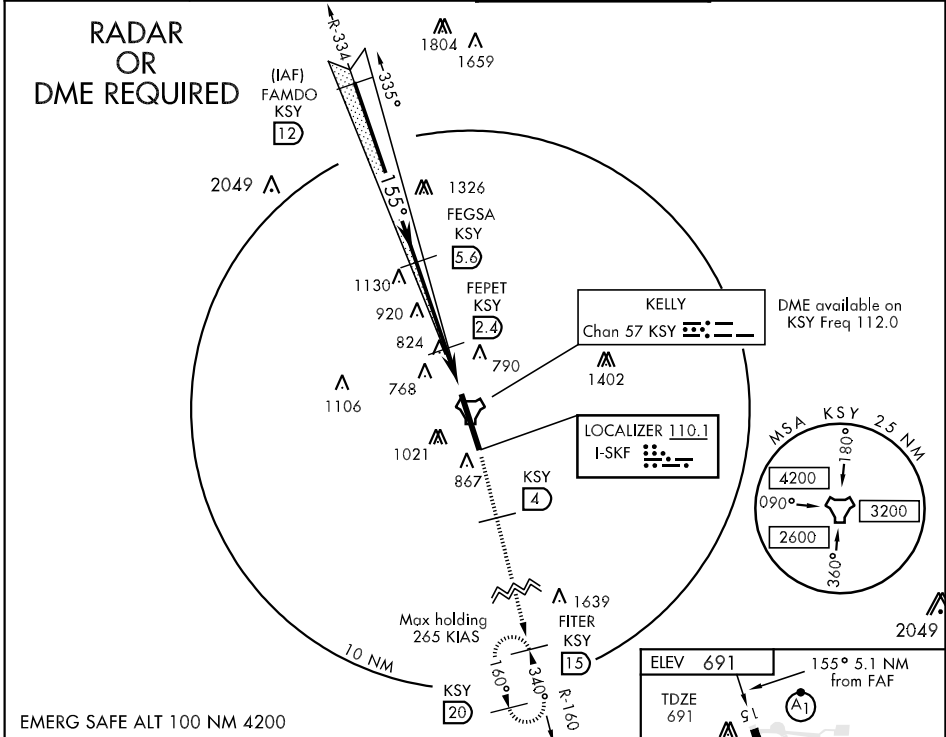 RADAR
OR
DME REQUIRED
R-334
335°
1804
1659
(IAF)
FAMDO
KSY
12
2049
155°
1326
FEGSA
KSY
5.6
1130
920
FEPET
KSY
2.4
824
790
768
1106
KELLY
Chan 57 KSY
DME available on
KSY Freq 112.0
1402
LOCALIZER 110.1
I-SKF
1021
867
KSY
4
MSA KSY 25 NM
180°
4200
090°
3200
2600
360°
1639
Max holding
265 KIAS
FITER
KSY
15
2049
10 NM
160°
340°
R-160
KSY
20
ELEV 691
155° 5.1 NM
from FAF
TDZE
691
15
A1
EMERG SAFE ALT 100 NM 4200